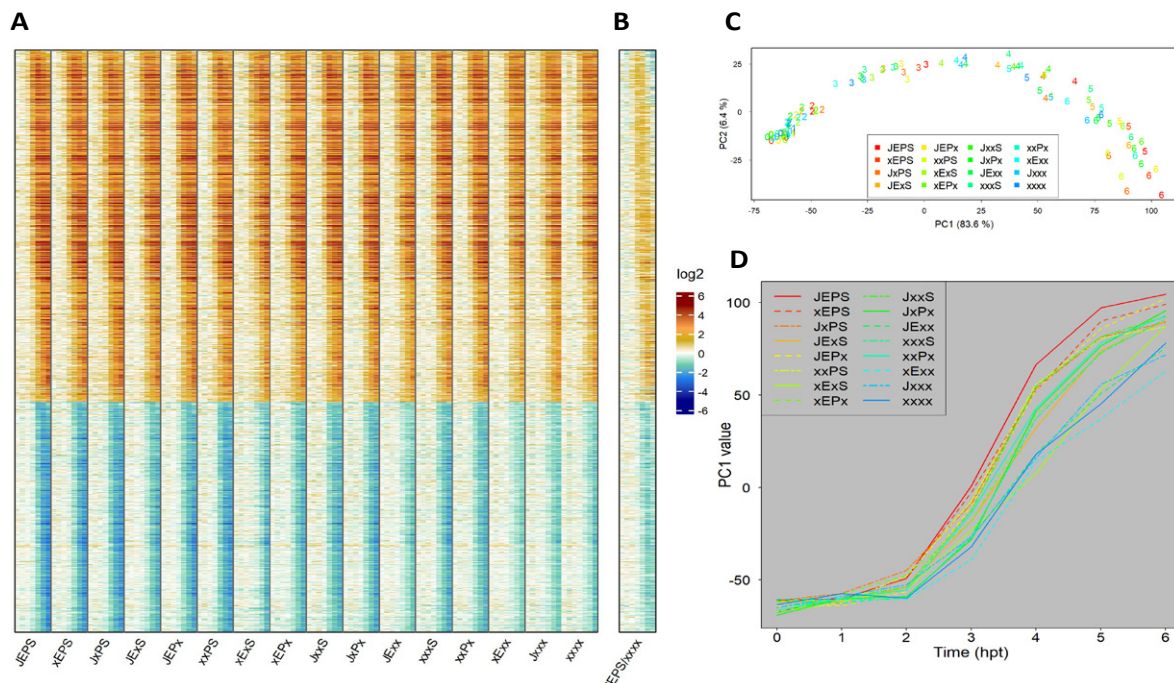 A
B
C
D
JEPS
xEPS
JxPS
JExS
JEPx
xxPS
xExS
xEPx
JxxS
JxPx
JExx
xxxS
xxPx
xExx
Jxxx
xxxx
log2
6
4
2
0
-2
-4
-6
25
0
-25
PC2 (6.4 %)
JEPS JEPx JxxS xxPx
xEPS xxPS JxPx xExx
JxPS xExS JExx Jxxx
JExS xEPx xxxS xxxx
-75 -50 -25 0 25 50 75 100
PC1 (83.6 %)
JEPS JxxS
xEPS JxPx
JxPS JExx
JExS xxxS
JEPx xxPx
xxPS xExx
xExS Jxxx
xEPx xxxx
100
50
0
-50
PC1 value
0 1 2 3 4 5 6
Time (hpt)